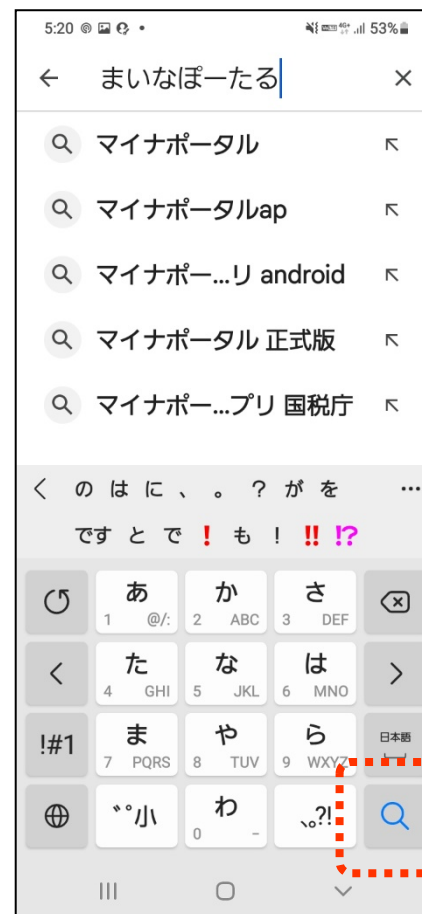 5:20 53%
まいなぽーたる
マイナポータル
マイナポータルap
マイナポー...リ android
マイナポータル 正式版
マイナポー...プリ 国税庁
の は に 、 。 ? が を ...
です と で ! も ! !! !?
あ 1 @/: か 2 ABC さ 3 DEF
た 4 GHI な 5 JKL は 6 MNO
!#1 ま 7 PQRS や 8 TUV ら 9 WXYZ 日本語
゛゜小 わ 0 - 、。?!